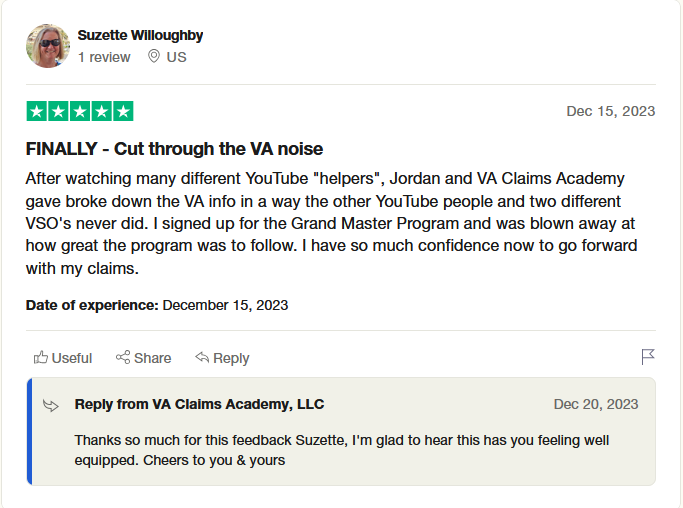 Suzette Willoughby
1 review US
Dec 15, 2023
FINALLY - Cut through the VA noise
After watching many different YouTube "helpers", Jordan and VA Claims Academy
gave broke down the VA info in a way the other YouTube people and two different
VSO's never did. I signed up for the Grand Master Program and was blown away at
how great the program was to follow. I have so much confidence now to go forward
with my claims.
Date of experience: December 15, 2023
Useful Share Reply
Reply from VA Claims Academy, LLC Dec 20, 2023
Thanks so much for this feedback Suzette, I'm glad to hear this has you feeling well
equipped. Cheers to you & yours